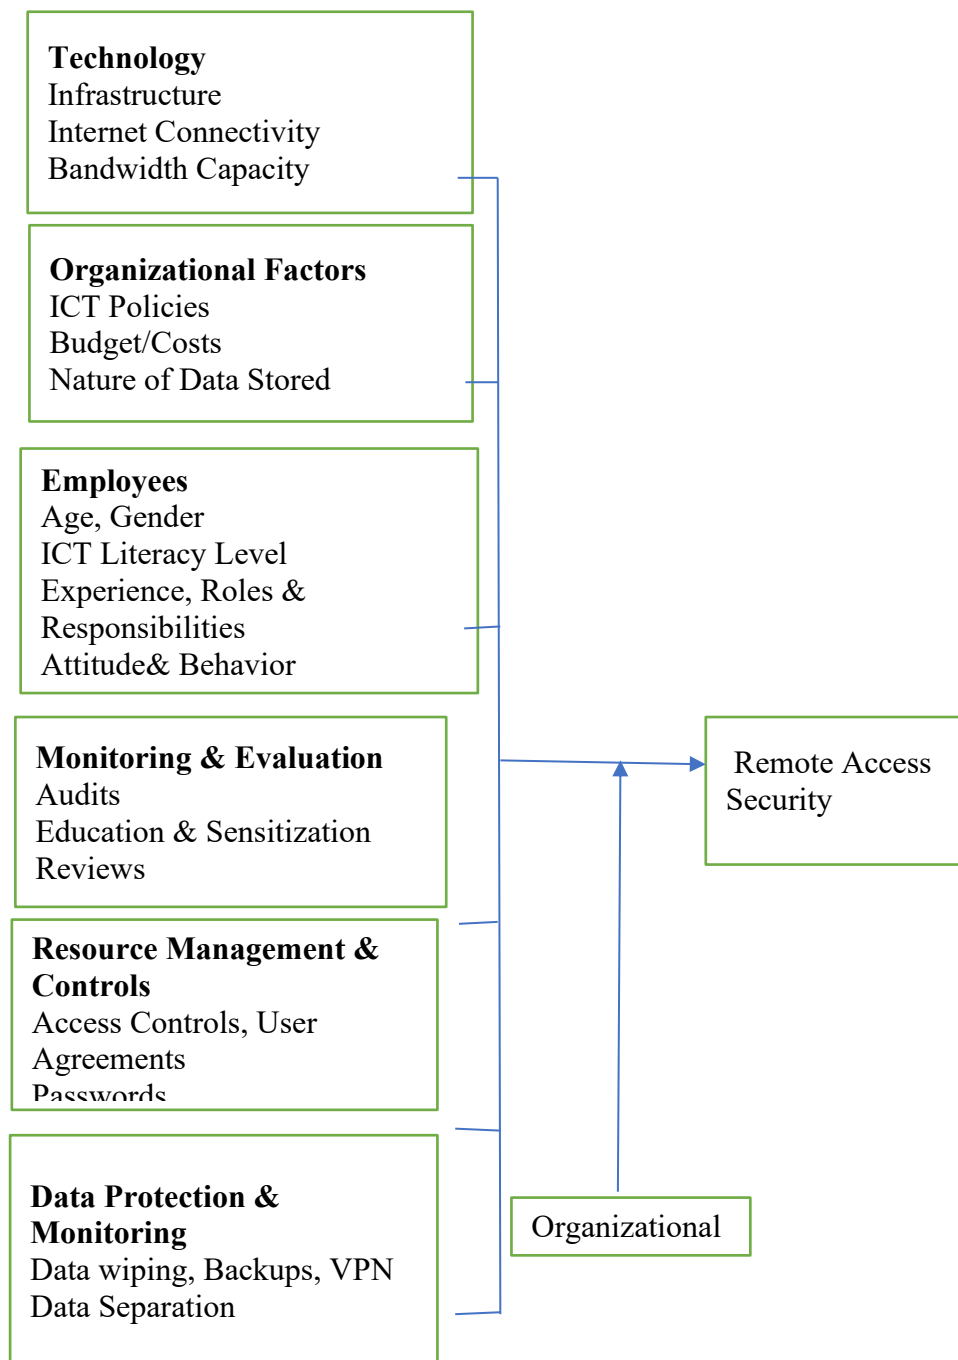 Technology
Infrastructure
Internet Connectivity
Bandwidth Capacity
Organizational Factors
ICT Policies
Budget/Costs
Nature of Data Stored
Employees
Age, Gender
ICT Literacy Level
Experience, Roles &
Responsibilities
Attitude& Behavior
Monitoring & Evaluation
Audits
Education & Sensitization
Reviews
Remote Access
Security
Resource Management &
Controls
Access Controls, User
Agreements
Passwords
Data Protection &
Monitoring
Data wiping, Backups, VPN
Data Separation
Organizational